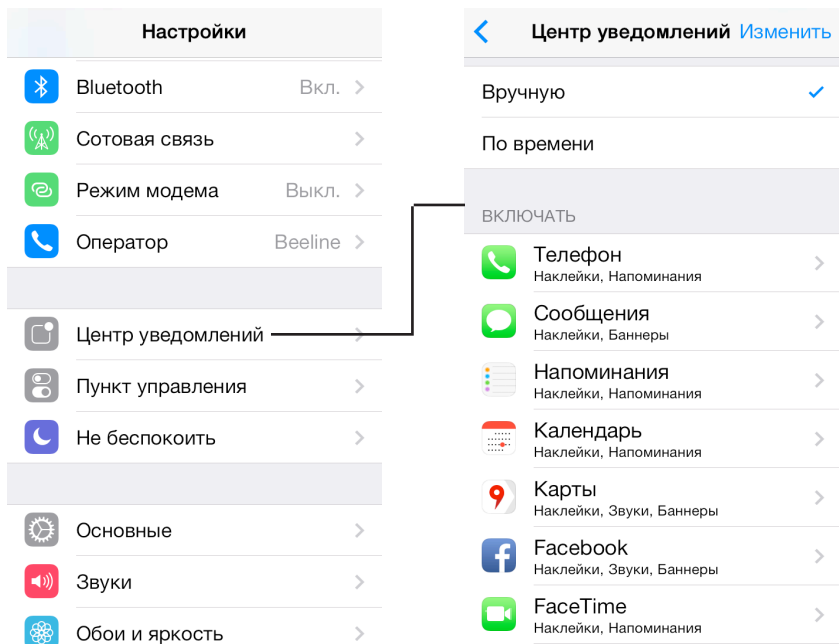 Настройки
Bluetooth Вкл.
Сотовая связь
Режим модема Выкл.
Оператор Beeline
Центр уведомлений
Пункт управления
Не беспокоить
Основные
Звуки
Обои и яркость
Центр уведомлений Изменить
Вручную
По времени
ВКЛЮЧАТЬ
Телефон
Наклейки, Напоминания
Сообщения
Наклейки, Баннеры
Напоминания
Наклейки, Напоминания
Календарь
Наклейки, Напоминания
Карты
Наклейки, Звуки, Баннеры
Facebook
Наклейки, Звуки, Баннеры
FaceTime
Наклейки, Напоминания